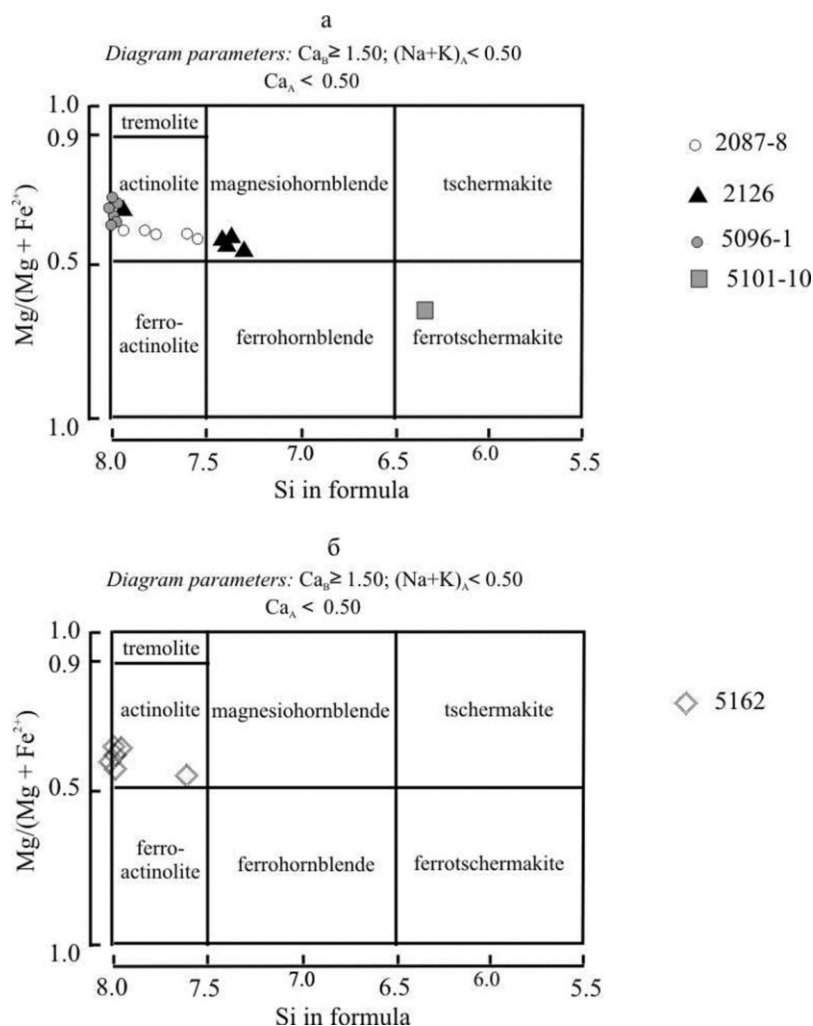 а
Diagram parameters: Ca_B ≥ 1.50; (Na+K)_A < 0.50
Ca_A < 0.50
1.0
tremolite
0.9
actinolite magnesiohornblende tschermakite
0.5
ferro-
actinolite ferrohornblende ferrotschermakite
1.0
Mg/(Mg + Fe²⁺)
8.0 7.5 7.0 6.5 6.0 5.5
Si in formula
2087-8
2126
5096-1
5101-10
б
Diagram parameters: Ca_B ≥ 1.50; (Na+K)_A < 0.50
Ca_A < 0.50
1.0
tremolite
0.9
actinolite magnesiohornblende tschermakite
0.5
ferro-
actinolite ferrohornblende ferrotschermakite
1.0
Mg/(Mg + Fe²⁺)
8.0 7.5 7.0 6.5 6.0 5.5
Si in formula
5162